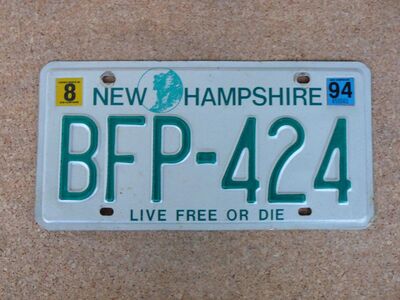 8
94
NEW HAMPSHIRE
BFP-424
LIVE FREE OR DIE